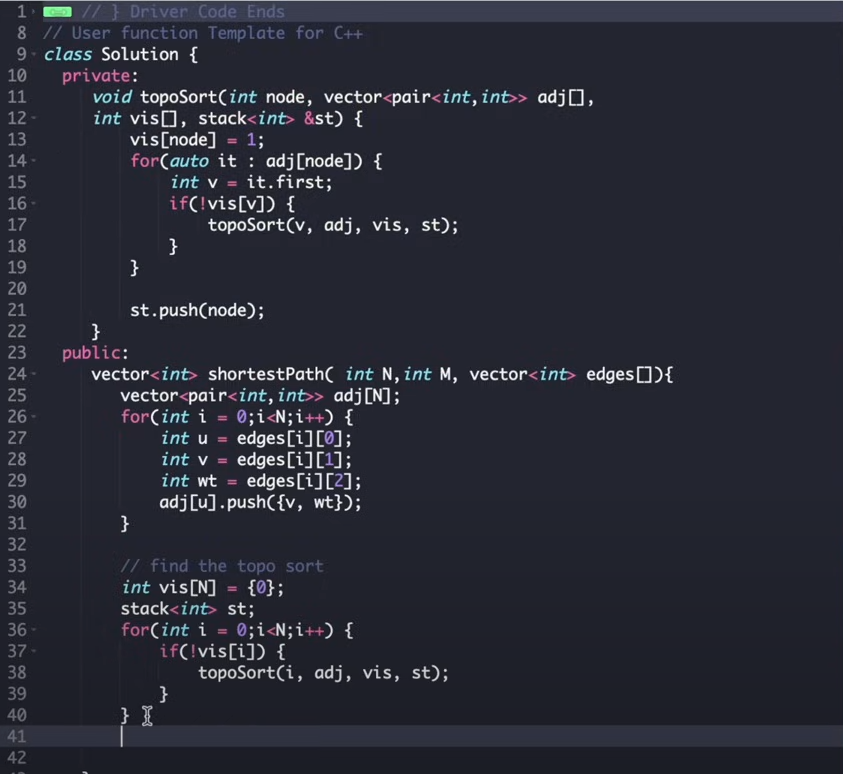 1 // } Driver Code Ends
8 // User function Template for C++
9 class Solution {
10 private:
11 void topoSort(int node, vector<pair<int,int>> adj[],
12 int vis[], stack<int> &st) {
13 vis[node] = 1;
14 for(auto it : adj[node]) {
15 int v = it.first;
16 if(!vis[v]) {
17 topoSort(v, adj, vis, st);
18 }
19 }
20
21 st.push(node);
22 }
23 public:
24 vector<int> shortestPath( int N,int M, vector<int> edges[]){
25 vector<pair<int,int>> adj[N];
26 for(int i = 0;i<N;i++) {
27 int u = edges[i][0];
28 int v = edges[i][1];
29 int wt = edges[i][2];
30 adj[u].push({v, wt});
31 }
32
33 // find the topo sort
34 int vis[N] = {0};
35 stack<int> st;
36 for(int i = 0;i<N;i++) {
37 if(!vis[i]) {
38 topoSort(i, adj, vis, st);
39 }
40 }
41
42